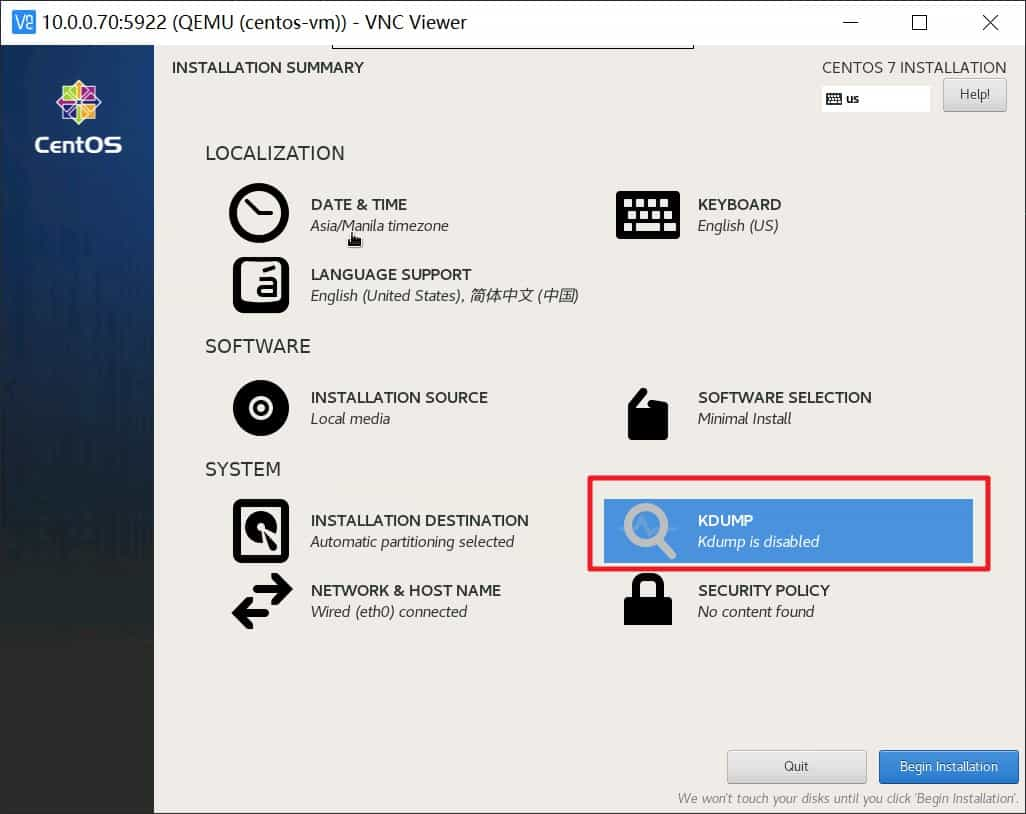 10.0.0.70:5922 (QEMU (centos-vm)) - VNC Viewer
INSTALLATION SUMMARY
CENTOS 7 INSTALLATION
us
Help!
CentOS
LOCALIZATION
DATE & TIME
Asia/Manila timezone
KEYBOARD
English (US)
LANGUAGE SUPPORT
English (United States), 简体中文 (中国)
SOFTWARE
INSTALLATION SOURCE
Local media
SOFTWARE SELECTION
Minimal Install
SYSTEM
INSTALLATION DESTINATION
Automatic partitioning selected
KDUMP
Kdump is disabled
NETWORK & HOST NAME
Wired (eth0) connected
SECURITY POLICY
No content found
Quit
Begin Installation
We won't touch your disks until you click 'Begin Installation'.